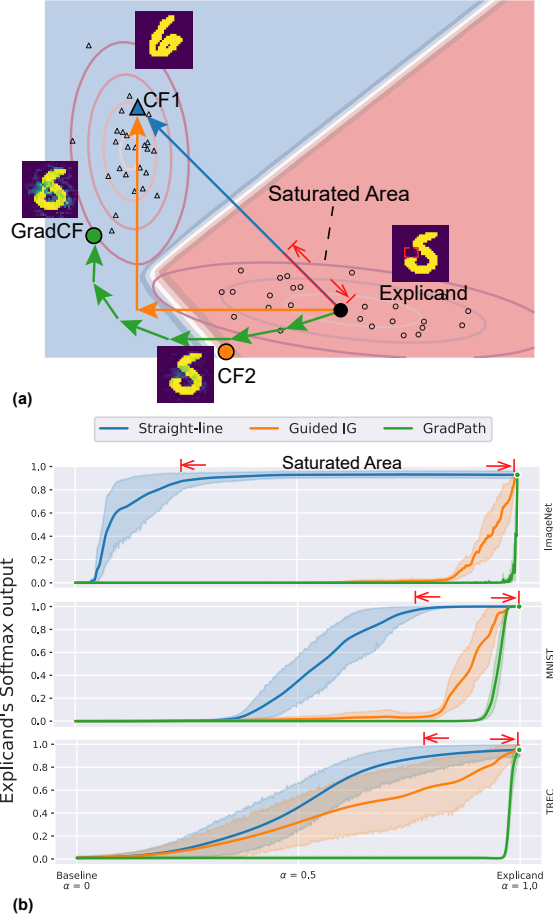 CF1
GradCF
Saturated Area
Explicand
CF2
(a)
Straight-line
Guided IG
GradPath
Explicand's Softmax output
Saturated Area
1.0
0.8
0.6
0.4
0.2
0.0
ImageNet
1.0
0.8
0.6
0.4
0.2
0.0
MNIST
1.0
0.8
0.6
0.4
0.2
0.0
TREC
Baseline
α = 0
α = 0,5
Explicand
α = 1,0
(b)